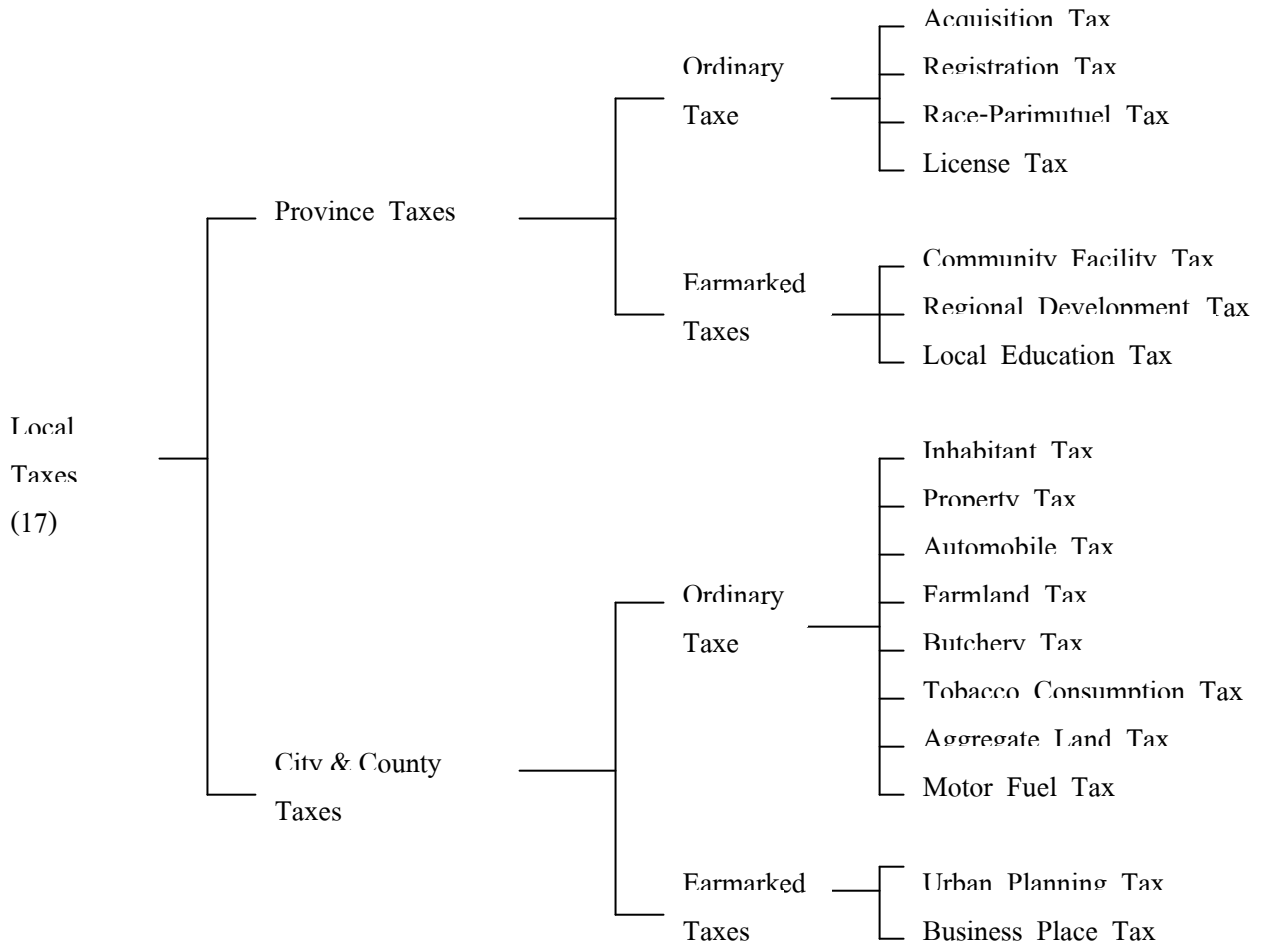 Acquisition Tax
Ordinary
Taxe
Registration Tax
Race-Parimutuel Tax
License Tax
Province Taxes
Earmarked
Taxes
Community Facility Tax
Regional Development Tax
Local Education Tax
Local
Taxes
(17)
Inhabitant Tax
Property Tax
Automobile Tax
Ordinary
Taxe
Farmland Tax
Butchery Tax
Tobacco Consumption Tax
Aggregate Land Tax
Motor Fuel Tax
City & County
Taxes
Earmarked
Taxes
Urban Planning Tax
Business Place Tax